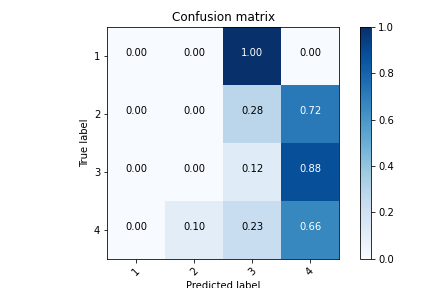 Confusion matrix
1.0
1 0.00 0.00 1.00 0.00
0.8
2 0.00 0.00 0.28 0.72
0.6
True label
0.4
3 0.00 0.00 0.12 0.88
0.2
4 0.00 0.10 0.23 0.66
0.0
1 2 3 4
Predicted label